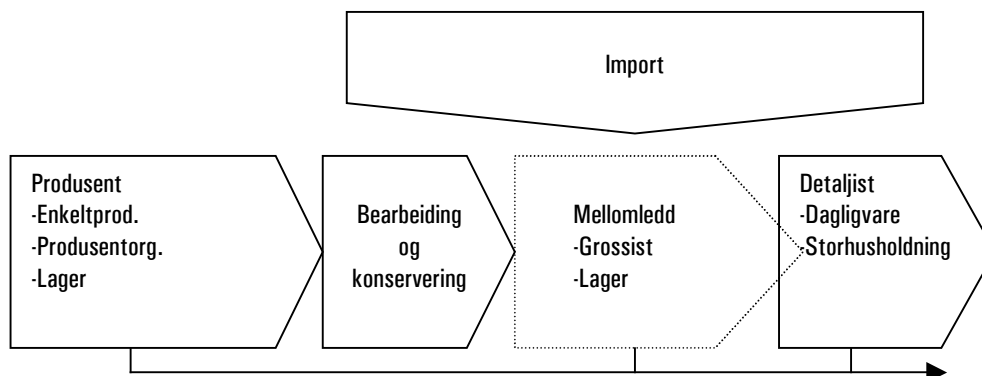 Import
Produsent
-Enkeltprod.
-Produsentorg.
-Lager
Bearbeiding
og
konservering
Mellomledd
-Grossist
-Lager
Detaljist
-Dagligvare
-Storhusholdning